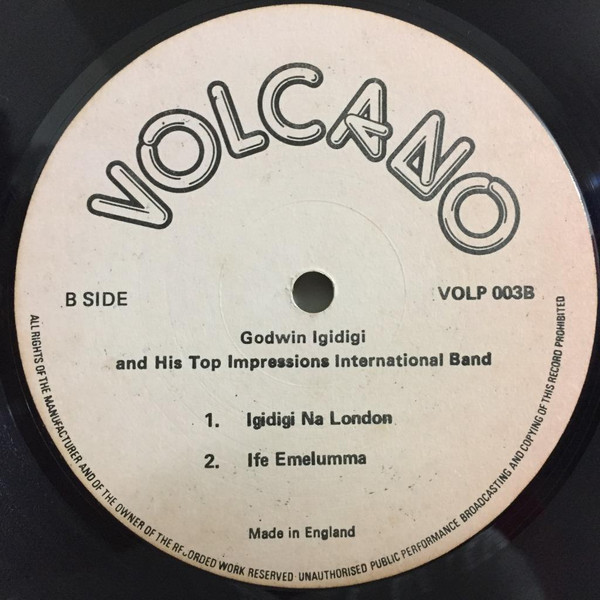 VOLCANO
B SIDE
VOLP 003B
Godwin Igidigi
and His Top Impressions International Band
1. Igidigi Na London
2. Ife Emelumma
Made in England
ALL RIGHTS OF THE MANUFACTURER AND OF THE OWNER OF THE RECORDED WORK RESERVED· UNAUTHORISED PUBLIC PERFORMANCE BROADCASTING AND COPYING OF THIS RECORD PROHIBITED